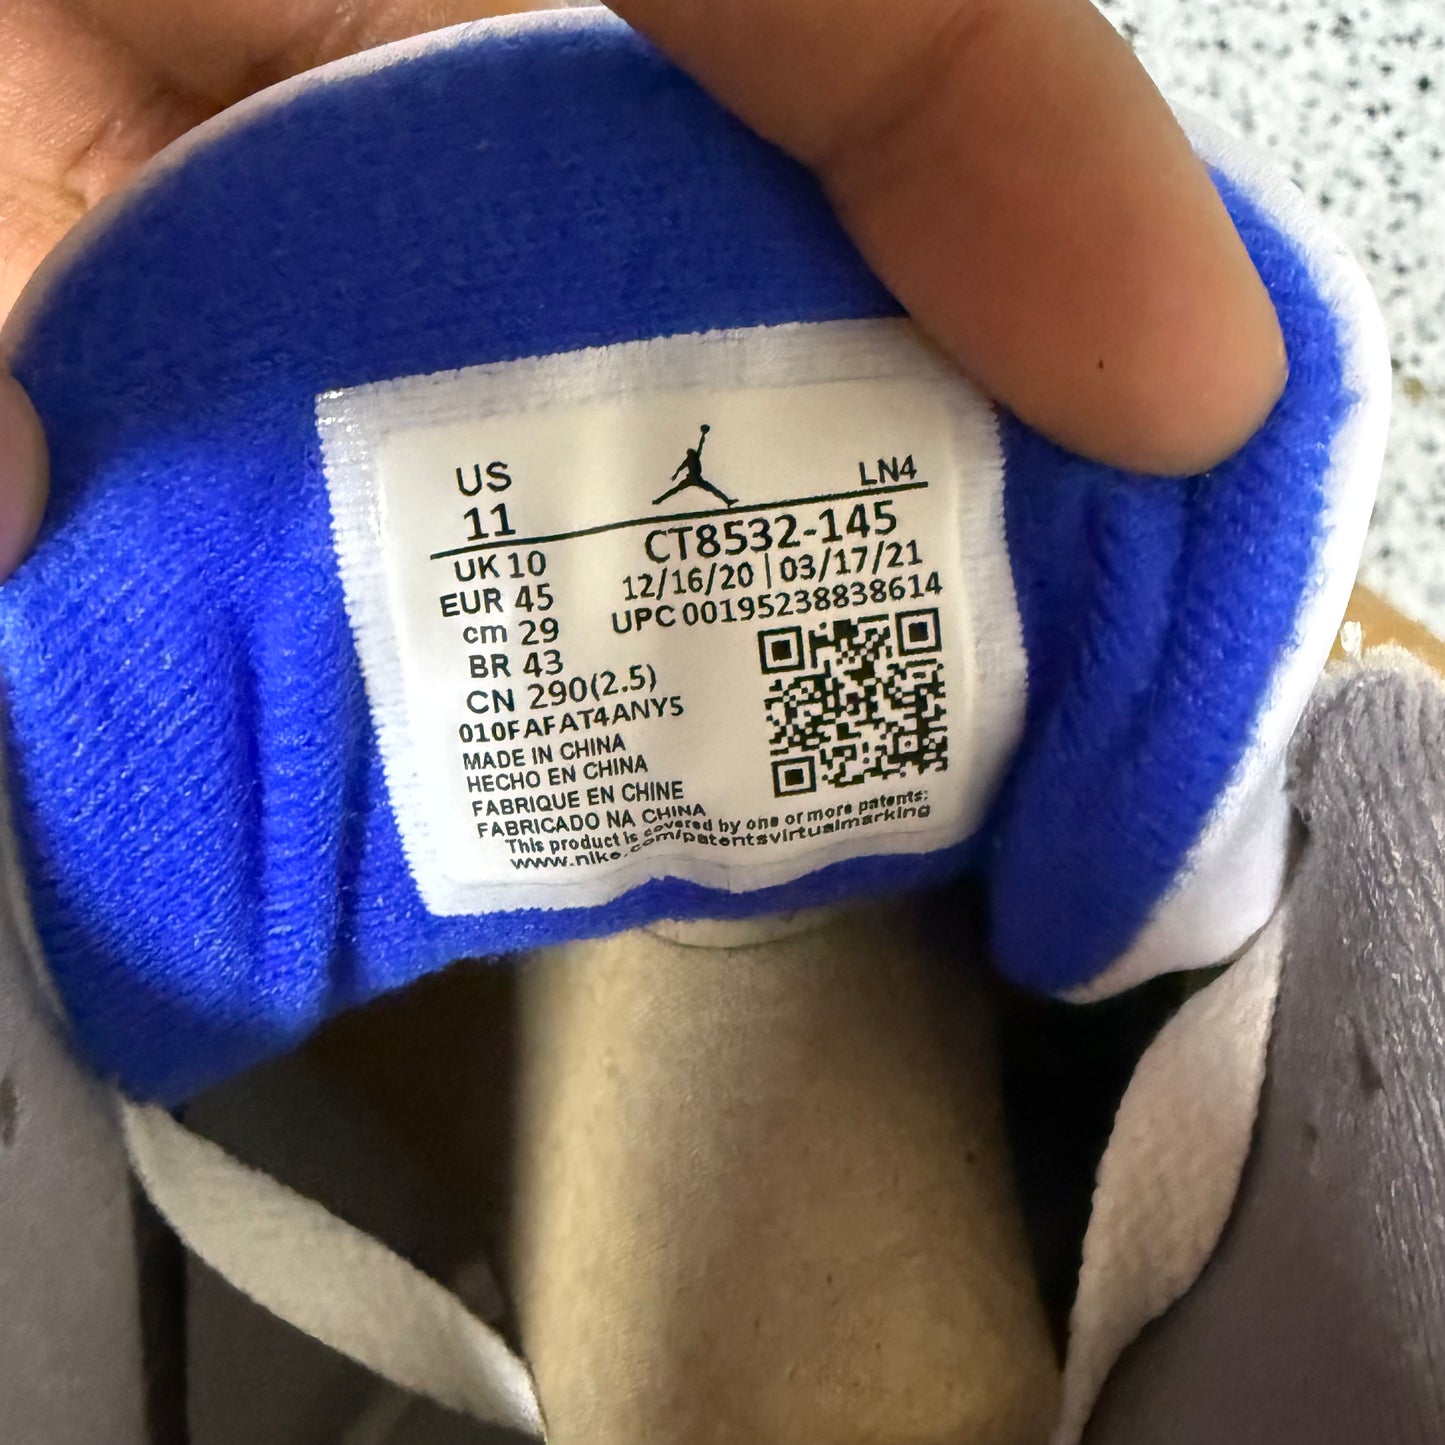 US
11
LN4
UK 10
CT8532-145
EUR 45
12/16/20 | 03/17/21
cm 29
UPC 00195238838614
BR 43
CN 290(2.5)
010FAFAT4ANY5
MADE IN CHINA
HECHO EN CHINA
FABRIQUE EN CHINE
FABRICADO NA CHINA
This product is covered by one or more patents:
www.nike.com/patentsvirtualmarking